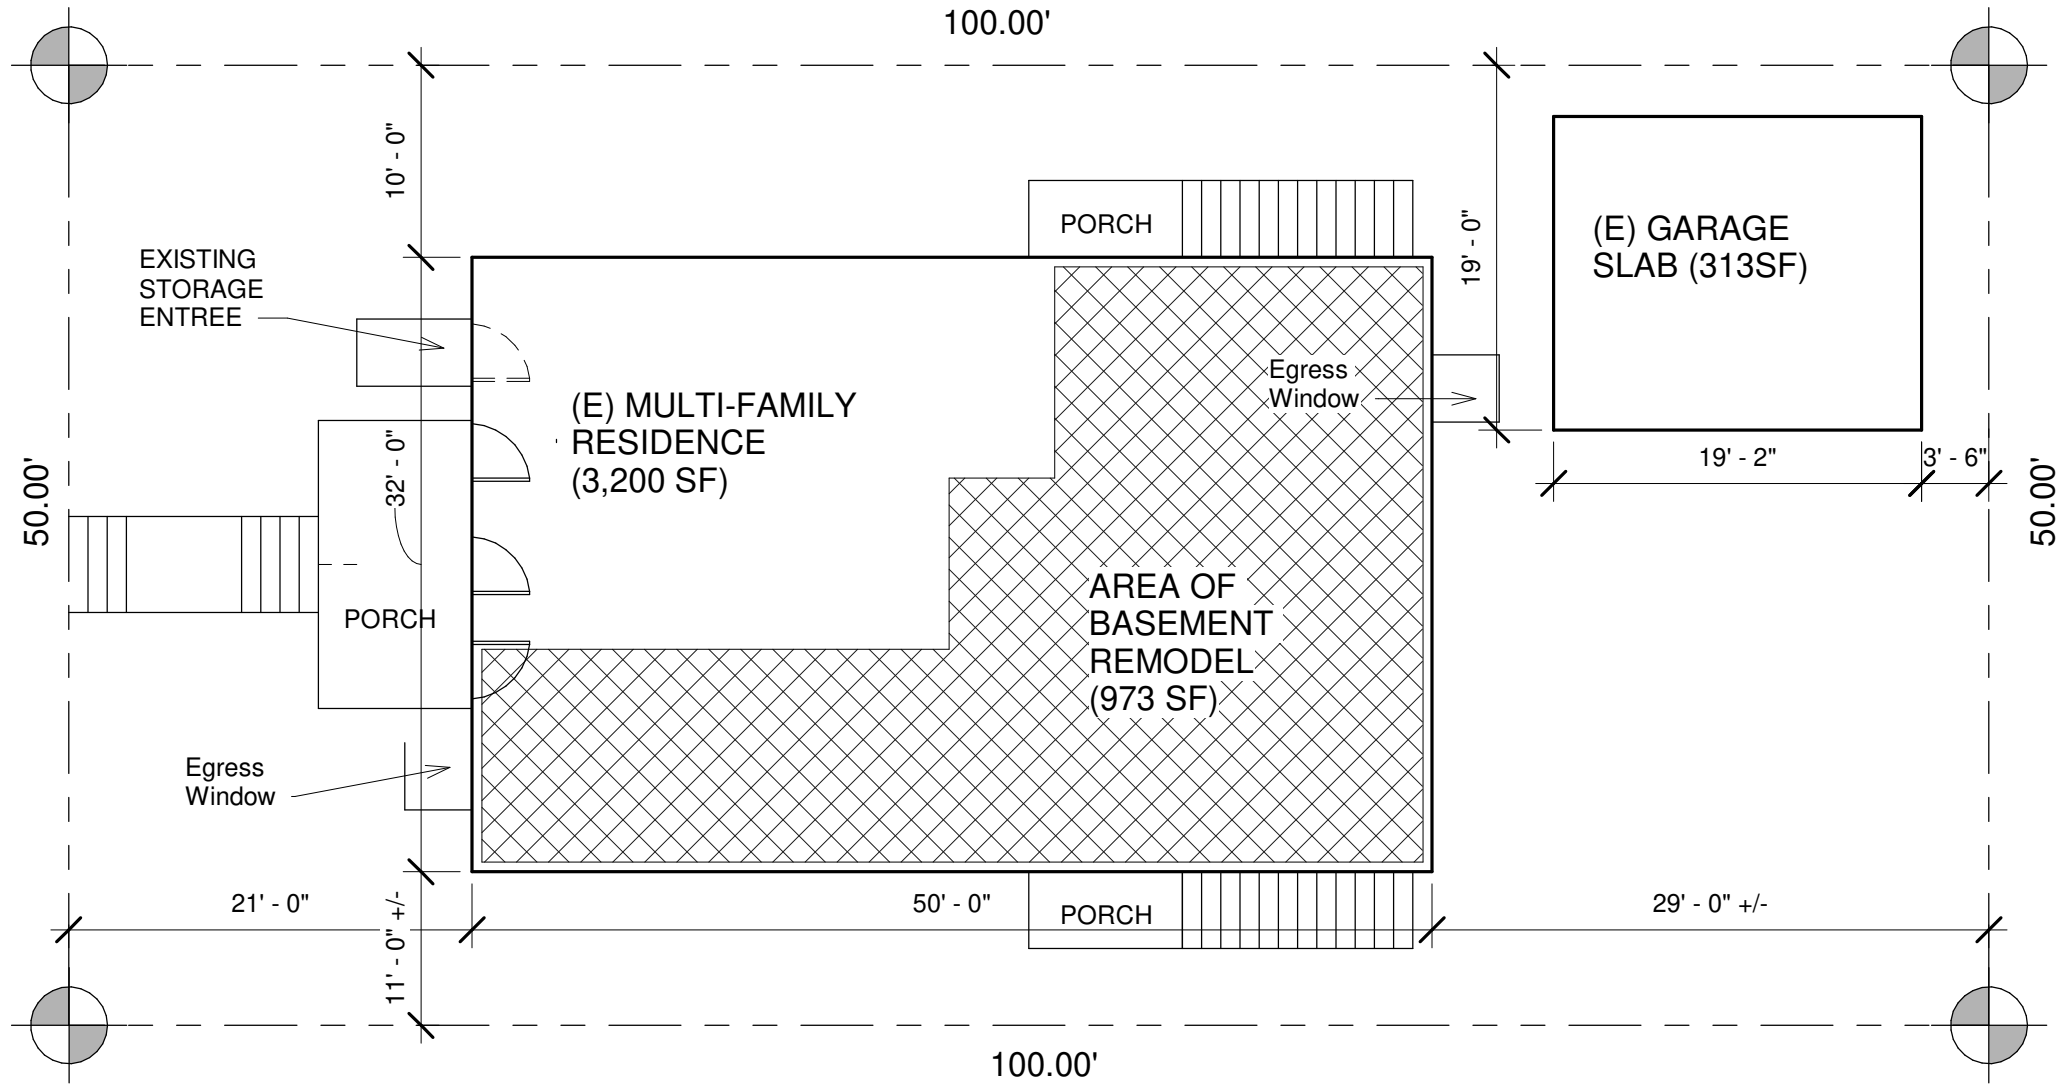 100.00'
10' - 0"
PORCH
19' - 0"
(E) GARAGE
SLAB (313SF)
EXISTING
STORAGE
ENTREE
Egress
Window
(E) MULTI-FAMILY
RESIDENCE
(3,200 SF)
32' - 0"
19' - 2"
3' - 6"
50.00'
50.00'
PORCH
AREA OF
BASEMENT
REMODEL
(973 SF)
Egress
Window
21' - 0"
11' - 0" +/-
50' - 0"
PORCH
29' - 0" +/-
100.00'